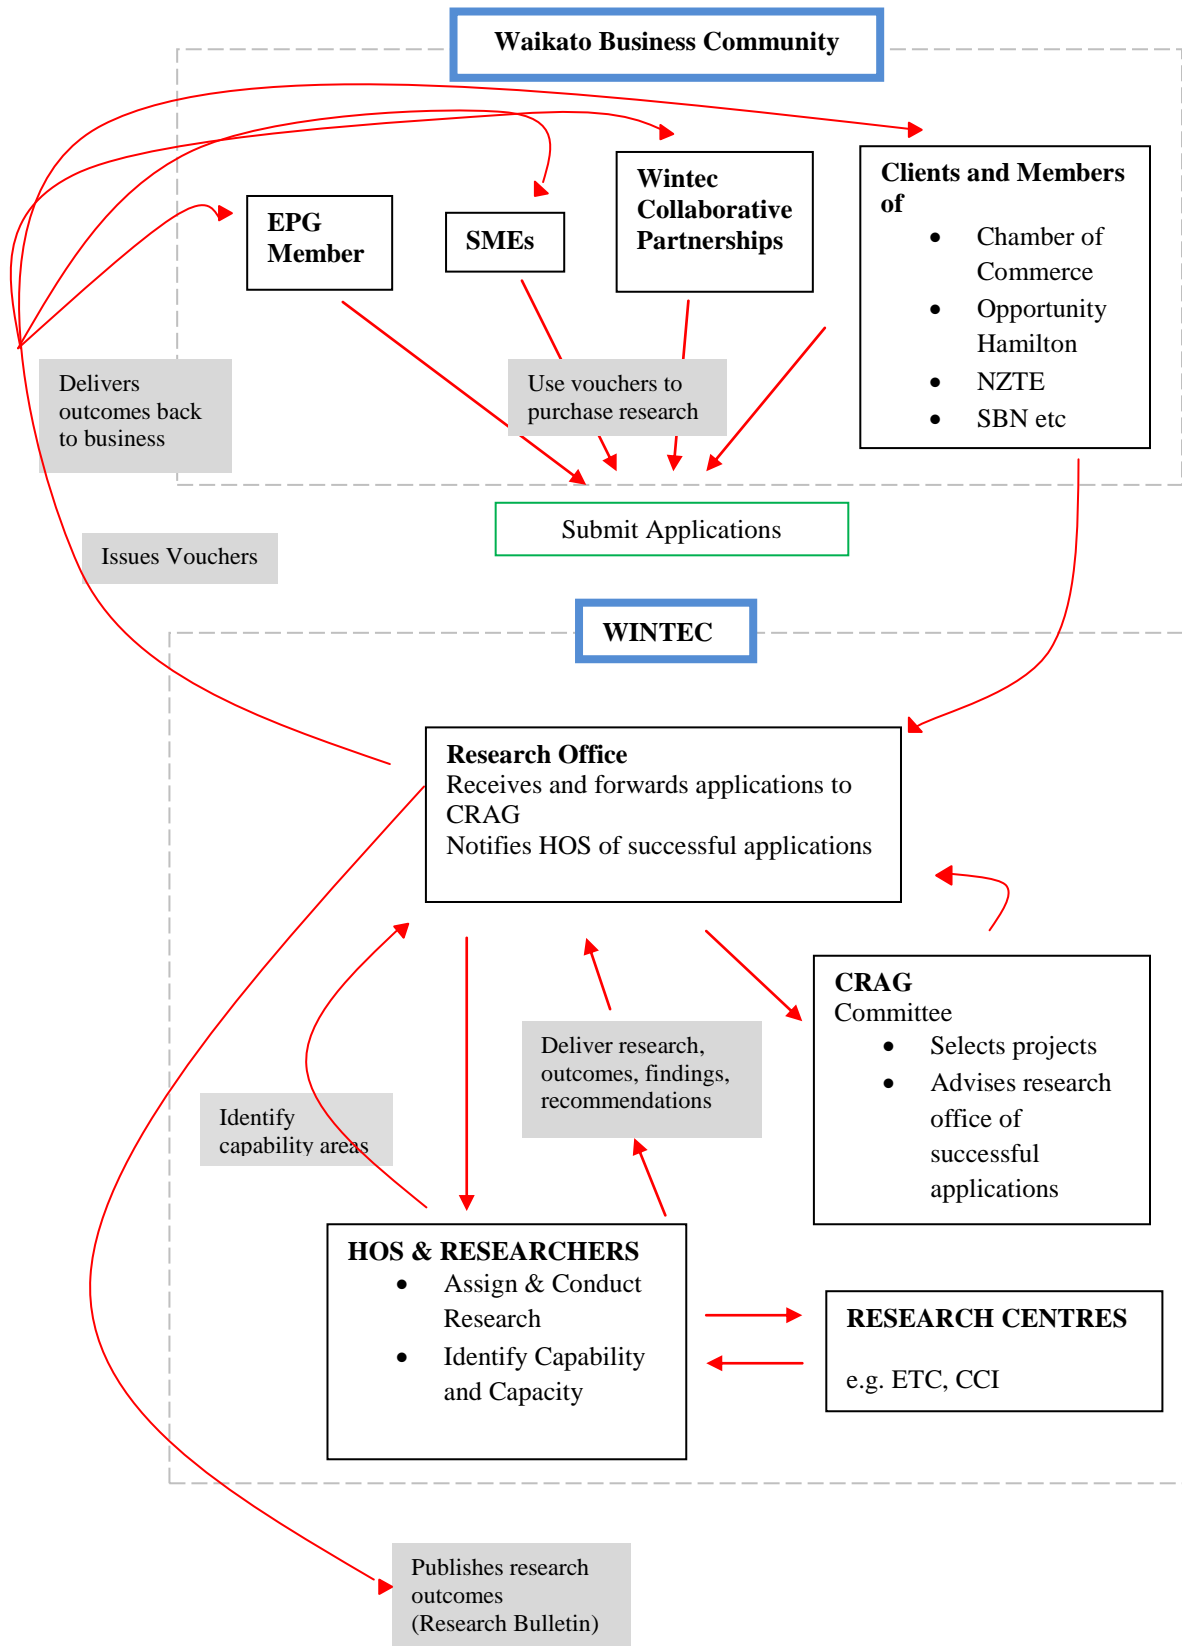 Waikato Business Community
EPG
Member
SMEs
Wintec
Collaborative
Partnerships
Clients and Members
of
• Chamber of
Commerce
• Opportunity
Hamilton
• NZTE
• SBN etc
Delivers
outcomes back
to business
Use vouchers to
purchase research
Submit Applications
Issues Vouchers
WINTEC
Research Office
Receives and forwards applications to
CRAG
Notifies HOS of successful applications
CRAG
Committee
• Selects projects
• Advises research
office of
successful
applications
Deliver research,
outcomes, findings,
recommendations
Identify
capability areas
HOS & RESEARCHERS
• Assign & Conduct
Research
• Identify Capability
and Capacity
RESEARCH CENTRES
e.g. ETC, CCI
Publishes research
outcomes
(Research Bulletin)